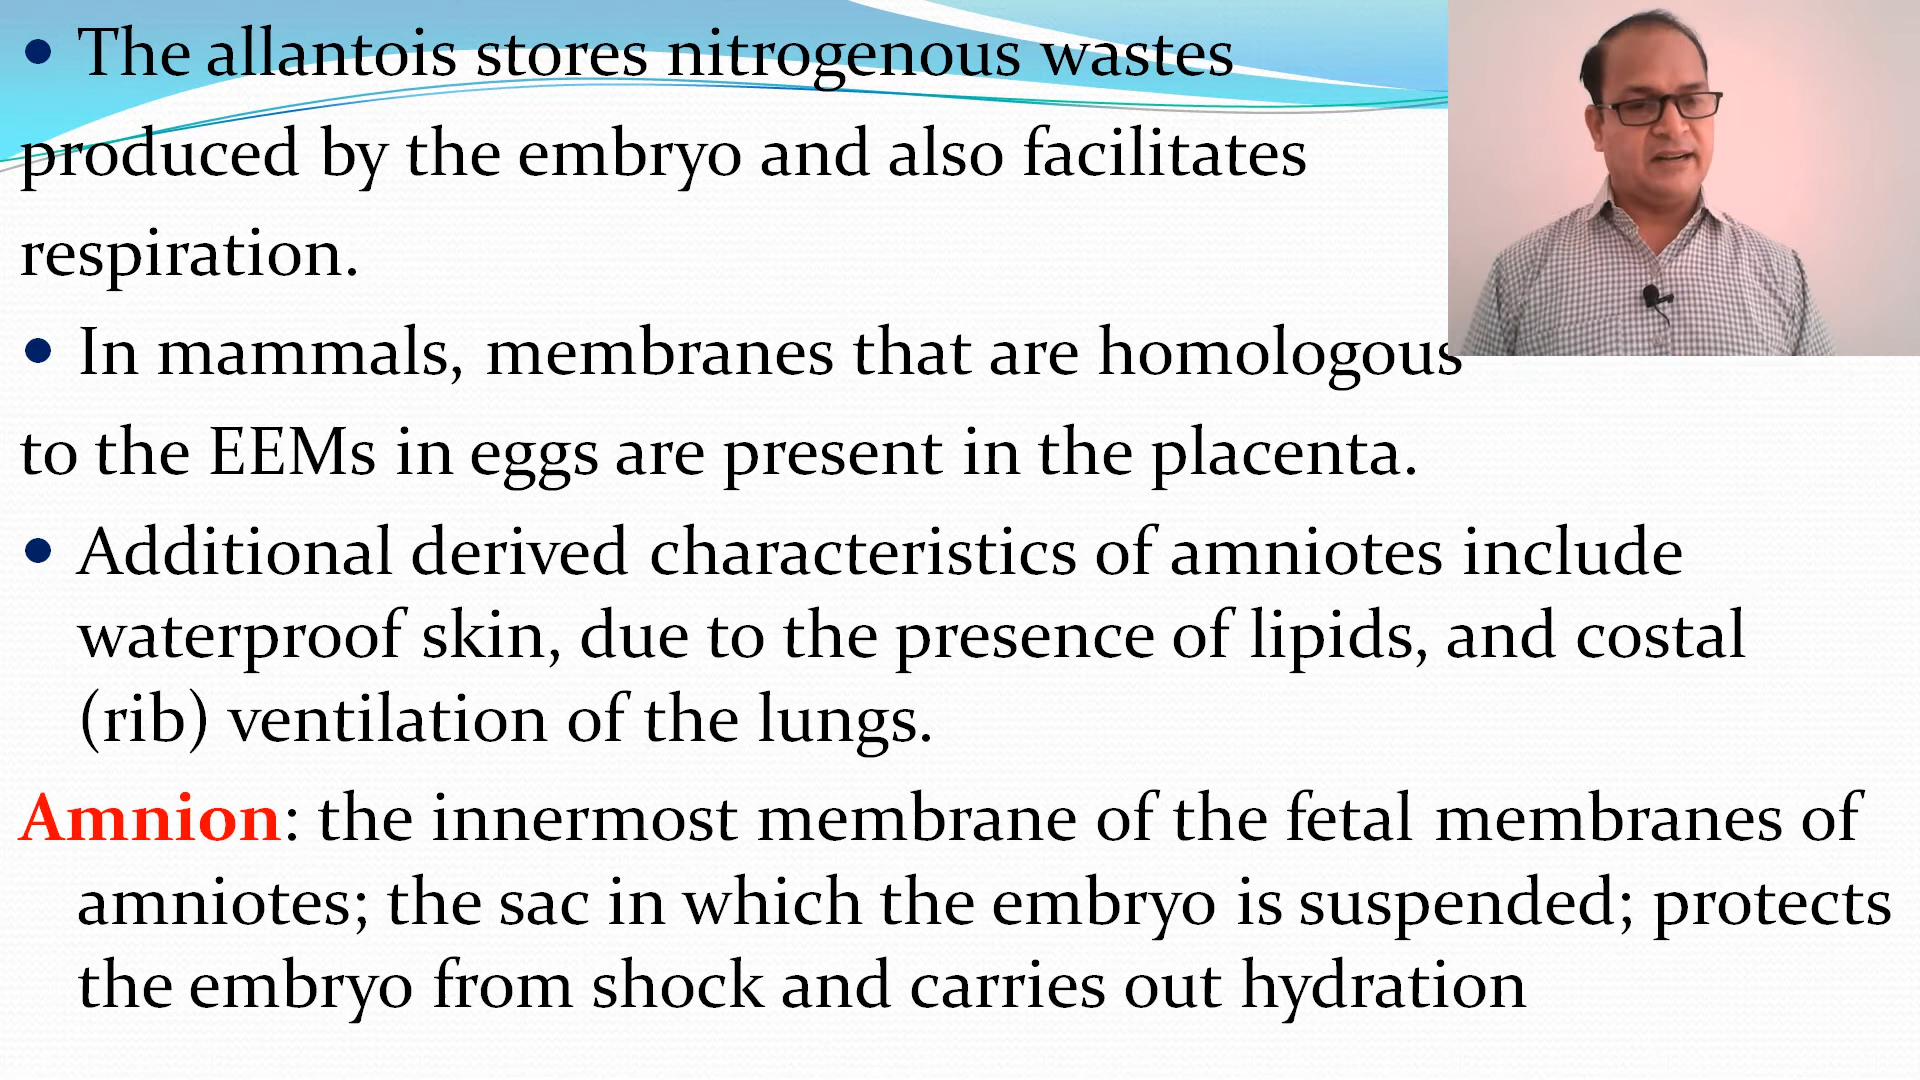 • The allantois stores nitrogenous wastes
produced by the embryo and also facilitates
respiration.
• In mammals, membranes that are homologous
to the EEMs in eggs are present in the placenta.
• Additional derived characteristics of amniotes include
waterproof skin, due to the presence of lipids, and costal
(rib) ventilation of the lungs.
Amnion: the innermost membrane of the fetal membranes of
amniotes; the sac in which the embryo is suspended; protects
the embryo from shock and carries out hydration